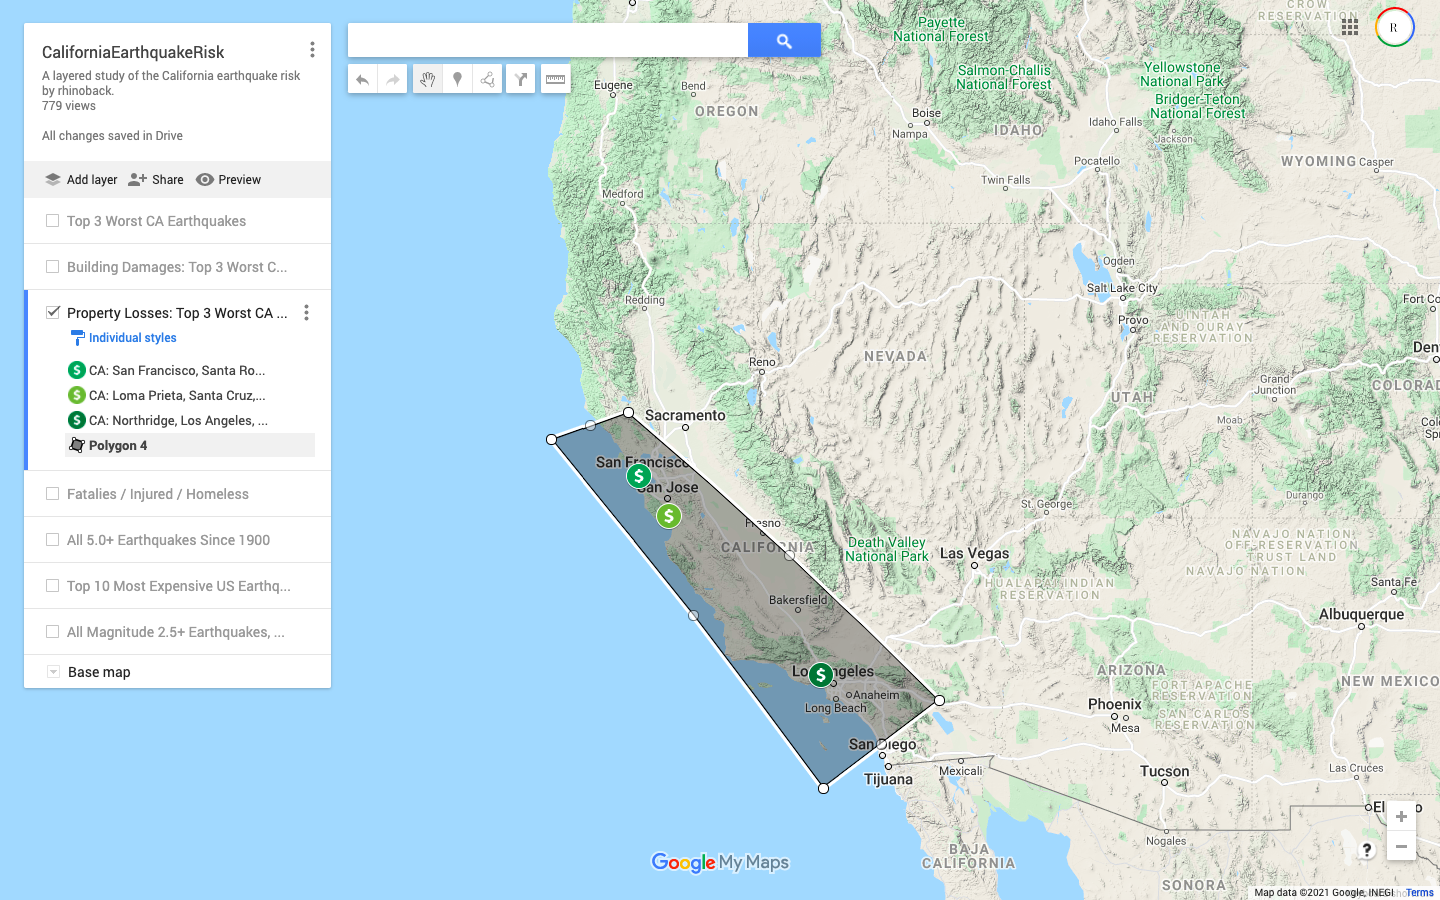 CaliforniaEarthquakeRisk
A layered study of the California earthquake risk
by rhinoback.
779 views
All changes saved in Drive
Add layer
Share
Preview
Top 3 Worst CA Earthquakes
Building Damages: Top 3 Worst C...
Property Losses: Top 3 Worst CA ...
Individual styles
CA: San Francisco, Santa Ro...
CA: Loma Prieta, Santa Cruz,...
CA: Northridge, Los Angeles, ...
Polygon 4
Fatalies / Injured / Homeless
All 5.0+ Earthquakes Since 1900
Top 10 Most Expensive US Earthq...
All Magnitude 2.5+ Earthquakes, ...
Base map
R
CROW
RESERVATION
Payette
National Forest
Salmon-Challis
National Forest
Yellowstone
National Park
Bridger-Teton
National Forest
Eugene
Bend
OREGON
Boise
Nampa
IDAHO
Idaho Falls
Jackson
Pocatello
WYOMING
Casper
Twin Falls
Medford
Ogden
Salt Lake City
Redding
Fort Co
Provo
UINTAH
AND OURAY
RESERVATION
Reno
NEVADA
Den
Grand
Junction
COLORAD
UTAH
Sacramento
Moab
Colo
Sp
San Francisco
San Jose
Fresno
CALIFORNIA
St. George
Durango
Death Valley
National Park
Las Vegas
NAVAJO NATION
OFF-RESERVATION
TRUST LAND
NAVAJO NATION
HUALAPAI INDIAN
RESERVATION
Santa Fe
Bakersfield
Albuquerque
Los Angeles
Anaheim
Long Beach
ARIZONA
FORT APACHE
RESERVATION
NEW MEXICO
Phoenix
Mesa
SAN CARLOS
RESERVATION
San Diego
Tijuana
Mexicali
Tucson
Las Cruces
Nogales
BAJA
CALIFORNIA
SONORA
Google My Maps
?
Map data ©2021 Google, INEGI
Terms